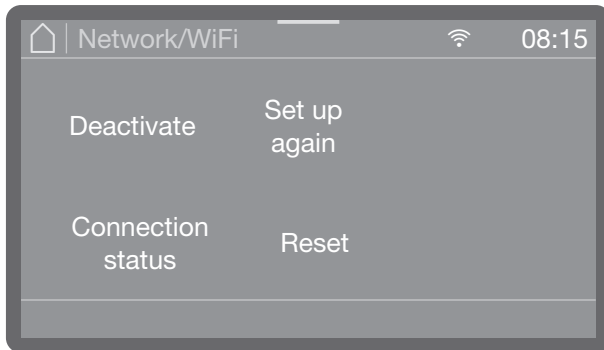 Network/WiFi 08:15
Deactivate
Set up
again
Connection
status
Reset